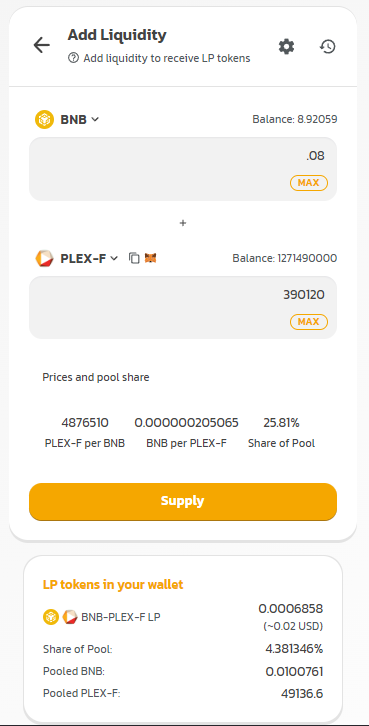 Add Liquidity
Add liquidity to receive LP tokens
BNB
Balance: 8.92059
.08
MAX
+
PLEX-F
Balance: 1271490000
390120
MAX
Prices and pool share
4876510 0.000000205065 25.81%
PLEX-F per BNB BNB per PLEX-F Share of Pool
Supply
LP tokens in your wallet
BNB-PLEX-F LP 0.0006858
(~0.02 USD)
Share of Pool: 4.381346%
Pooled BNB: 0.0100761
Pooled PLEX-F: 49136.6